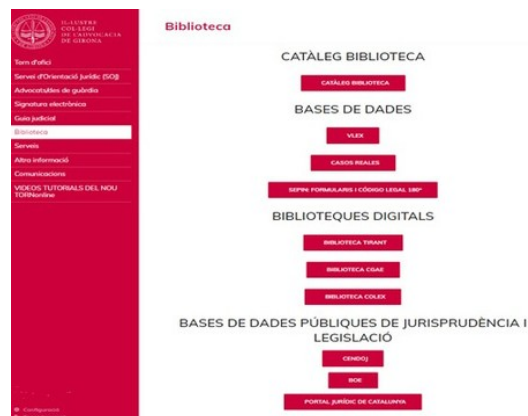 IL·LUSTRE
COL·LEGI
DE L'ADVOCACIA
DE GIRONA
Torn d'ofici
Servei d'Orientació Jurídic (SOJ)
Advocats/des de guàrdia
Signatura electrònica
Guia judicial
Biblioteca
Serveis
Altra informació
Comunicacions
VIDEOS TUTORIALS DEL NOU
TORNonline
Configuració
Biblioteca
CATÀLEG BIBLIOTECA
CATÀLEG BIBLIOTECA
BASES DE DADES
VLEX
CASOS REALES
SEPIN: FORMULARIS I CÓDIGO LEGAL 180º
BIBLIOTEQUES DIGITALS
BIBLIOTECA TIRANT
BIBLIOTECA CGAE
BIBLIOTECA COLEX
BASES DE DADES PÚBLIQUES DE JURISPRUDÈNCIA I
LEGISLACIÓ
CENDOJ
BOE
PORTAL JURÍDIC DE CATALUNYA